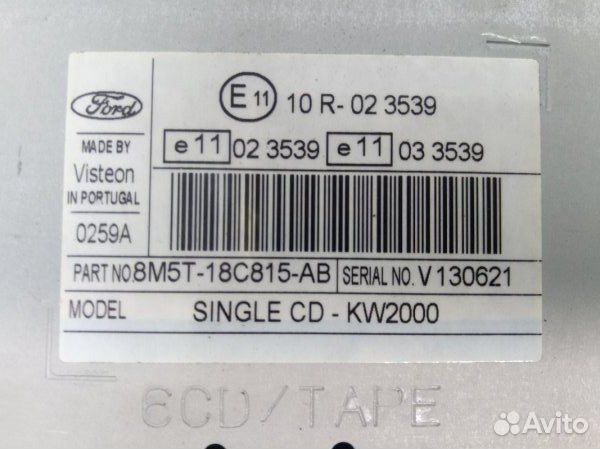 Ford
E 11 10 R- 02 3539
MADE BY
Visteon
IN PORTUGAL
e 11 02 3539 e 11 03 3539
0259A
PART NO. 8M5T-18C815-AB SERIAL NO. V 130621
MODEL SINGLE CD - KW2000
6CD/TAPE
Avito